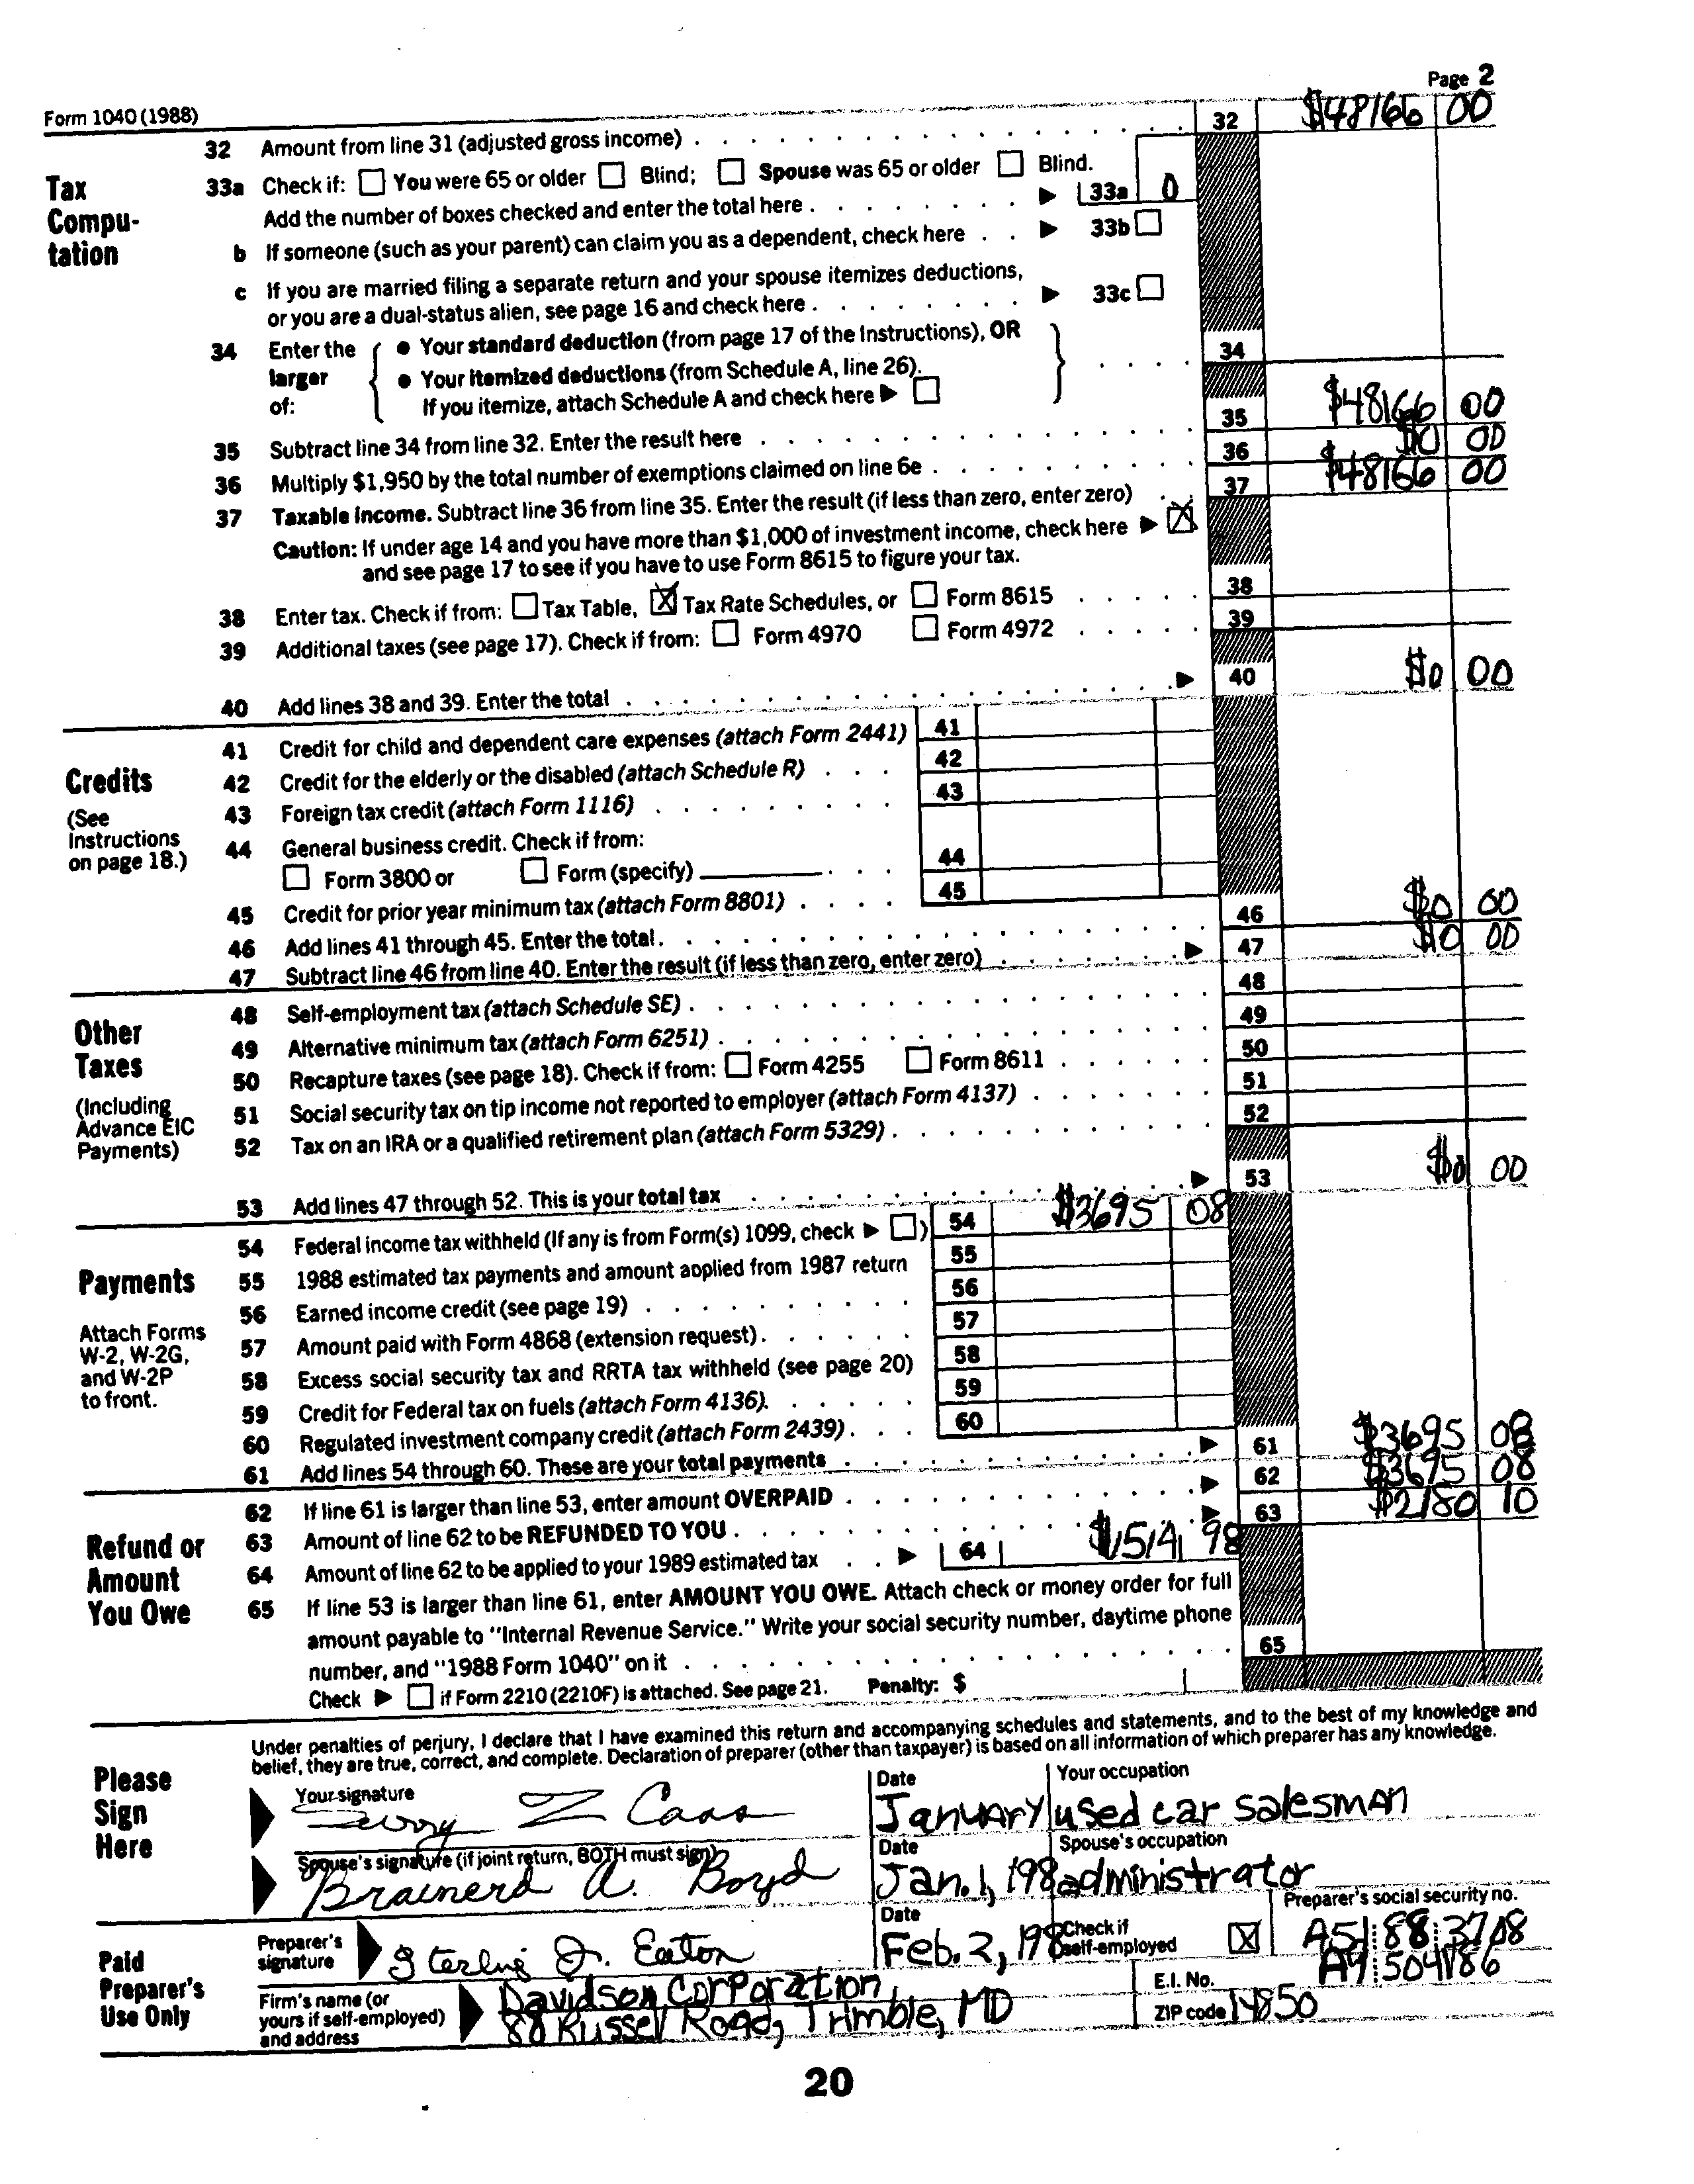 Page 2
Form 1040 (1988)
32 Amount from line 31 (adjusted gross income) 32 $48166 00
Tax Compu-tation
33a Check if: You were 65 or older Blind; Spouse was 65 or older Blind.
Add the number of boxes checked and enter the total here 33a 0
b If someone (such as your parent) can claim you as a dependent, check here 33b
c If you are married filing a separate return and your spouse itemizes deductions,
or you are a dual-status alien, see page 16 and check here 33c
34 Enter the larger of: • Your standard deduction (from page 17 of the Instructions), OR 34
• Your itemized deductions (from Schedule A, line 26).
If you itemize, attach Schedule A and check here
35 Subtract line 34 from line 32. Enter the result here 35 $48166 00
36 Multiply $1,950 by the total number of exemptions claimed on line 6e 36 $0 00
37 Taxable income. Subtract line 36 from line 35. Enter the result (if less than zero, enter zero) 37 $48166 00
Caution: If under age 14 and you have more than $1,000 of investment income, check here
and see page 17 to see if you have to use Form 8615 to figure your tax.
38 Enter tax. Check if from: Tax Table, Tax Rate Schedules, or Form 8615 38
39 Additional taxes (see page 17). Check if from: Form 4970 Form 4972 39
40 Add lines 38 and 39. Enter the total 40 $0 00
Credits
(See Instructions on page 18.)
41 Credit for child and dependent care expenses (attach Form 2441) 41
42 Credit for the elderly or the disabled (attach Schedule R) 42
43 Foreign tax credit (attach Form 1116) 43
44 General business credit. Check if from:
Form 3800 or Form (specify) 44
45 Credit for prior year minimum tax (attach Form 8801) 45
46 Add lines 41 through 45. Enter the total. 46 $0 00
47 Subtract line 46 from line 40. Enter the result (if less than zero, enter zero) 47 $0 00
Other Taxes
(Including Advance EIC Payments)
48 Self-employment tax (attach Schedule SE) 48
49 Alternative minimum tax (attach Form 6251) 49
50 Recapture taxes (see page 18). Check if from: Form 4255 Form 8611 50
51 Social security tax on tip income not reported to employer (attach Form 4137) 51
52 Tax on an IRA or a qualified retirement plan (attach Form 5329) 52
53 Add lines 47 through 52. This is your total tax 53 $0 00
Payments
Attach Forms W-2, W-2G, and W-2P to front.
54 Federal income tax withheld (If any is from Form(s) 1099, check ) 54 $3695 08
55 1988 estimated tax payments and amount applied from 1987 return 55
56 Earned income credit (see page 19) 56
57 Amount paid with Form 4868 (extension request) 57
58 Excess social security tax and RRTA tax withheld (see page 20) 58
59 Credit for Federal tax on fuels (attach Form 4136). 59
60 Regulated investment company credit (attach Form 2439) 60
61 Add lines 54 through 60. These are your total payments 61 $3695 08
Refund or Amount You Owe
62 If line 61 is larger than line 53, enter amount OVERPAID 62 $3695 08
63 Amount of line 62 to be REFUNDED TO YOU 63 $2180 10
64 Amount of line 62 to be applied to your 1989 estimated tax 64 $1514 98
65 If line 53 is larger than line 61, enter AMOUNT YOU OWE. Attach check or money order for full
amount payable to "Internal Revenue Service." Write your social security number, daytime phone
number, and "1988 Form 1040" on it 65
Check if Form 2210 (2210F) is attached. See page 21. Penalty: $
Please Sign Here
Under penalties of perjury, I declare that I have examined this return and accompanying schedules and statements, and to the best of my knowledge and
belief, they are true, correct, and complete. Declaration of preparer (other than taxpayer) is based on all information of which preparer has any knowledge.
Your signature Date Your occupation
Z Caas January used car salesman
Spouse's signature (if joint return, BOTH must sign) Date Spouse's occupation
Brainerd A. Boyd Jan. 1, 198 administrator
Paid Preparer's Use Only
Preparer's signature Date Check if self-employed Preparer's social security no.
Sterling J. Eaton Feb. 2, 198 A51 88 3708
Firm's name (or yours if self-employed) and address
Davidson Corporation, E.I. No. A9 504186
88 Russel Road, Trimble, MD ZIP code 14850
20